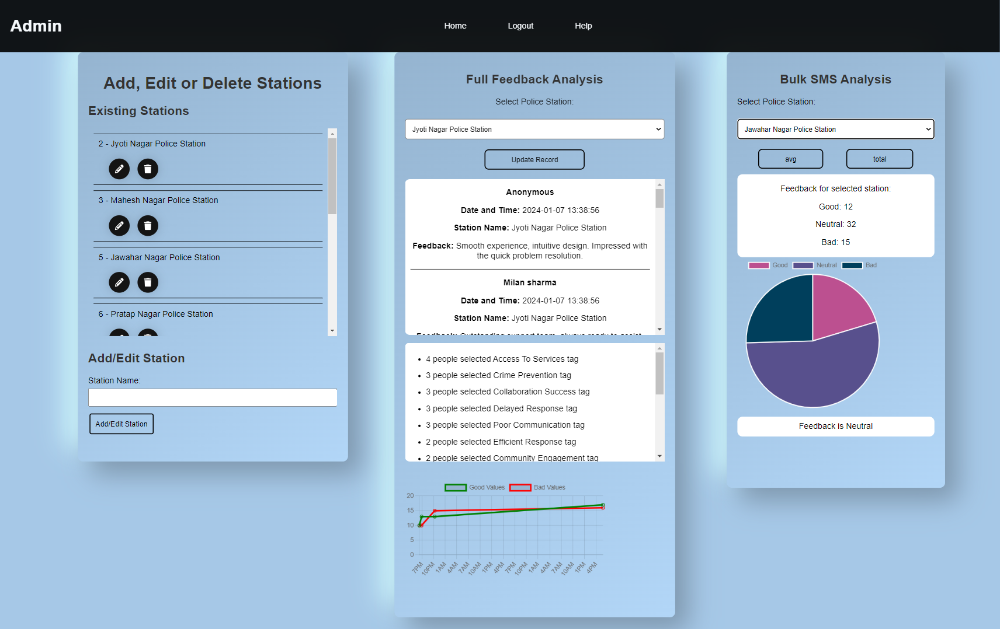 Admin
Home
Logout
Help
Add, Edit or Delete Stations
Existing Stations
2 - Jyoti Nagar Police Station
3 - Mahesh Nagar Police Station
5 - Jawahar Nagar Police Station
6 - Pratap Nagar Police Station
Add/Edit Station
Station Name:
Add/Edit Station
Full Feedback Analysis
Select Police Station:
Jyoti Nagar Police Station
Update Record
Anonymous
Date and Time: 2024-01-07 13:38:56
Station Name: Jyoti Nagar Police Station
Feedback: Smooth experience, intuitive design. Impressed with
the quick problem resolution.
Milan sharma
Date and Time: 2024-01-07 13:38:56
Station Name: Jyoti Nagar Police Station
Feedback: Outstanding support team, always ready to assist
4 people selected Access To Services tag
3 people selected Crime Prevention tag
3 people selected Collaboration Success tag
3 people selected Delayed Response tag
3 people selected Poor Communication tag
2 people selected Efficient Response tag
2 people selected Community Engagement tag
Good Values
Bad Values
20
15
10
5
0
7PM
10PM
1AM
4AM
7AM
10AM
1PM
4PM
7PM
10PM
1AM
4AM
7AM
10AM
1PM
4PM
Bulk SMS Analysis
Select Police Station:
Jawahar Nagar Police Station
avg
total
Feedback for selected station:
Good: 12
Neutral: 32
Bad: 15
Good
Neutral
Bad
Feedback is Neutral